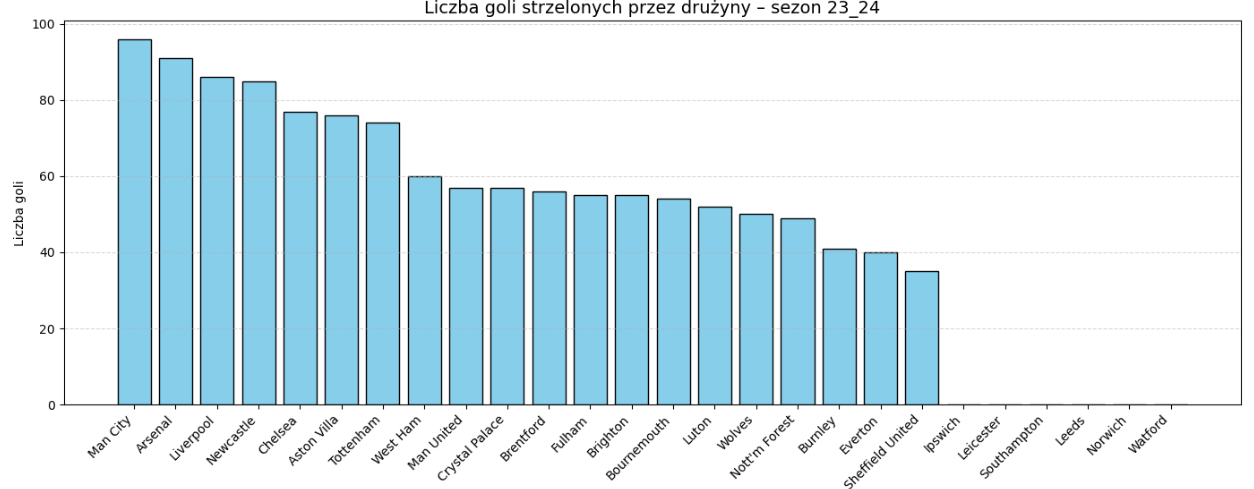 Liczba goli strzelonych przez drużyny – sezon 23_24
100
80
60
40
20
0
Liczba goli
Man City
Arsenal
Liverpool
Newcastle
Chelsea
Aston Villa
Tottenham
West Ham
Man United
Crystal Palace
Brentford
Fulham
Brighton
Bournemouth
Luton
Wolves
Nott'm Forest
Burnley
Everton
Sheffield United
Ipswich
Leicester
Southampton
Leeds
Norwich
Watford